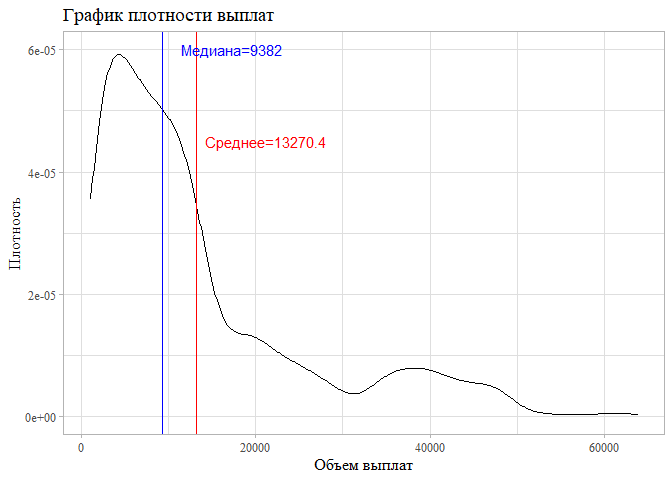 График плотности выплат
6e-05
4e-05
2e-05
0e+00
Плотность
Медиана=9382
Среднее=13270.4
0
20000
40000
60000
Объем выплат